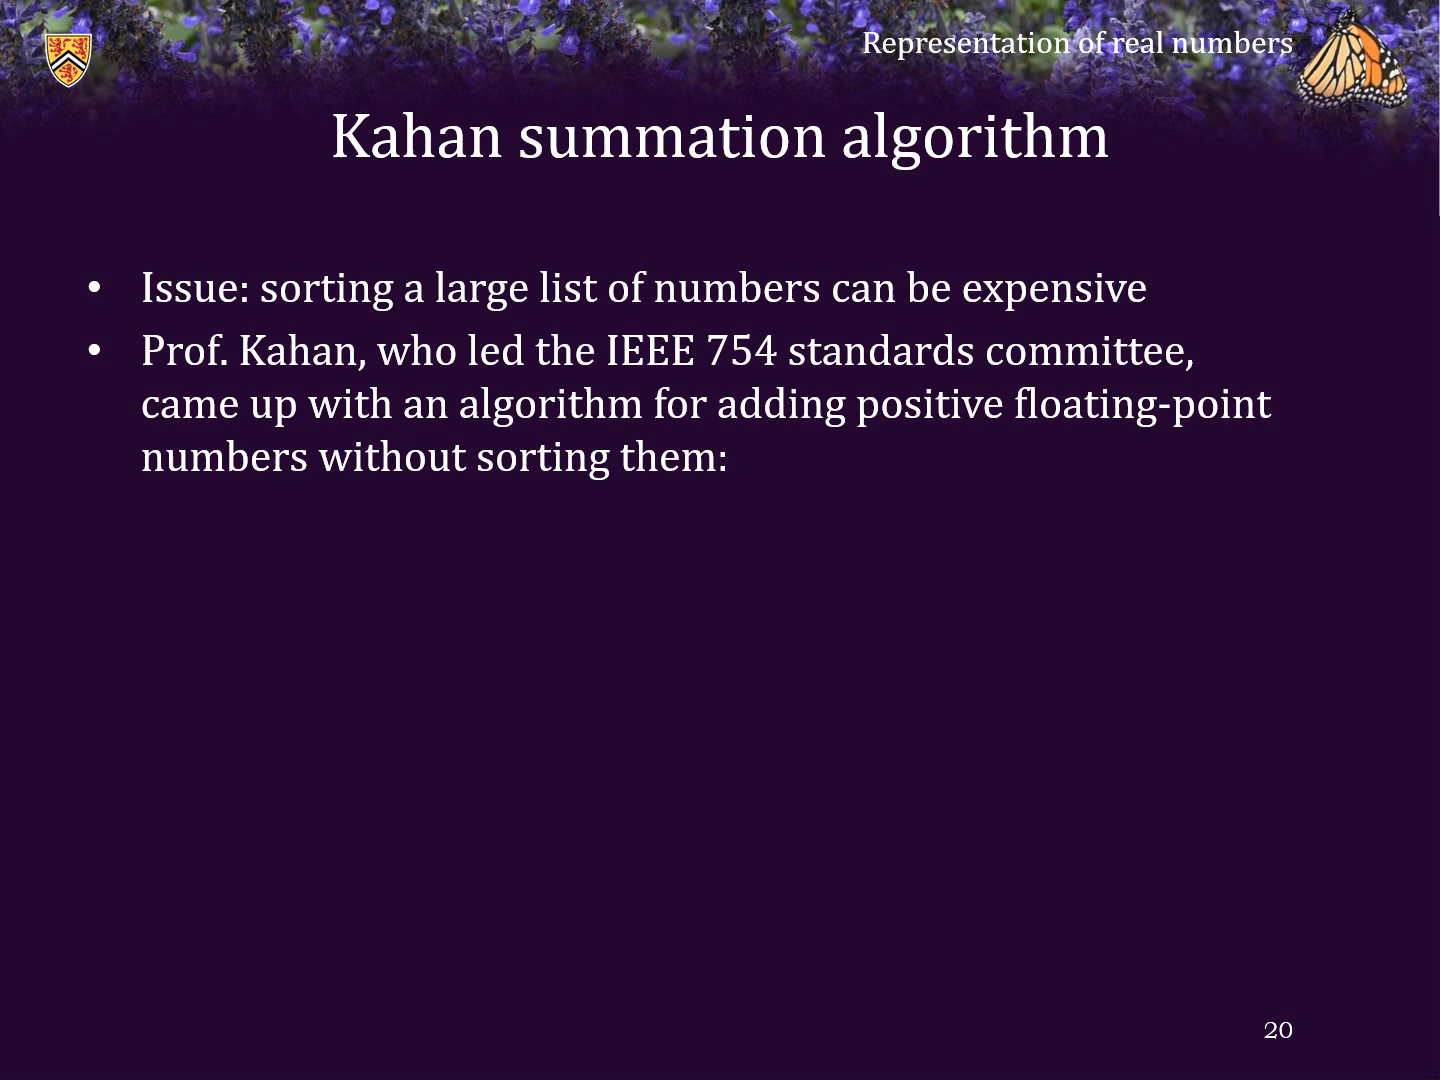 Representation of real numbers
Kahan summation algorithm
• Issue: sorting a large list of numbers can be expensive
• Prof. Kahan, who led the IEEE 754 standards committee,
came up with an algorithm for adding positive floating-point
numbers without sorting them:
20